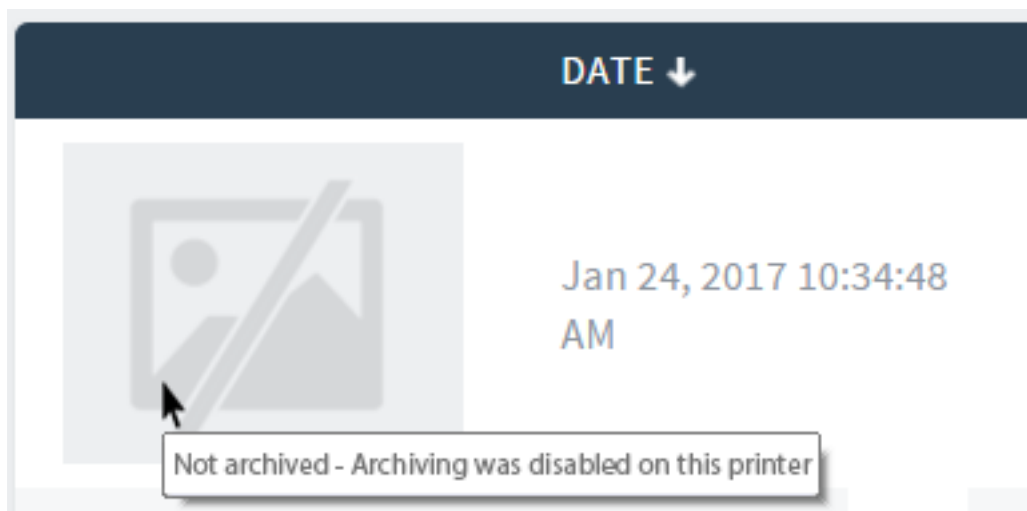 DATE
Jan 24, 2017 10:34:48
AM
Not archived - Archiving was disabled on this printer